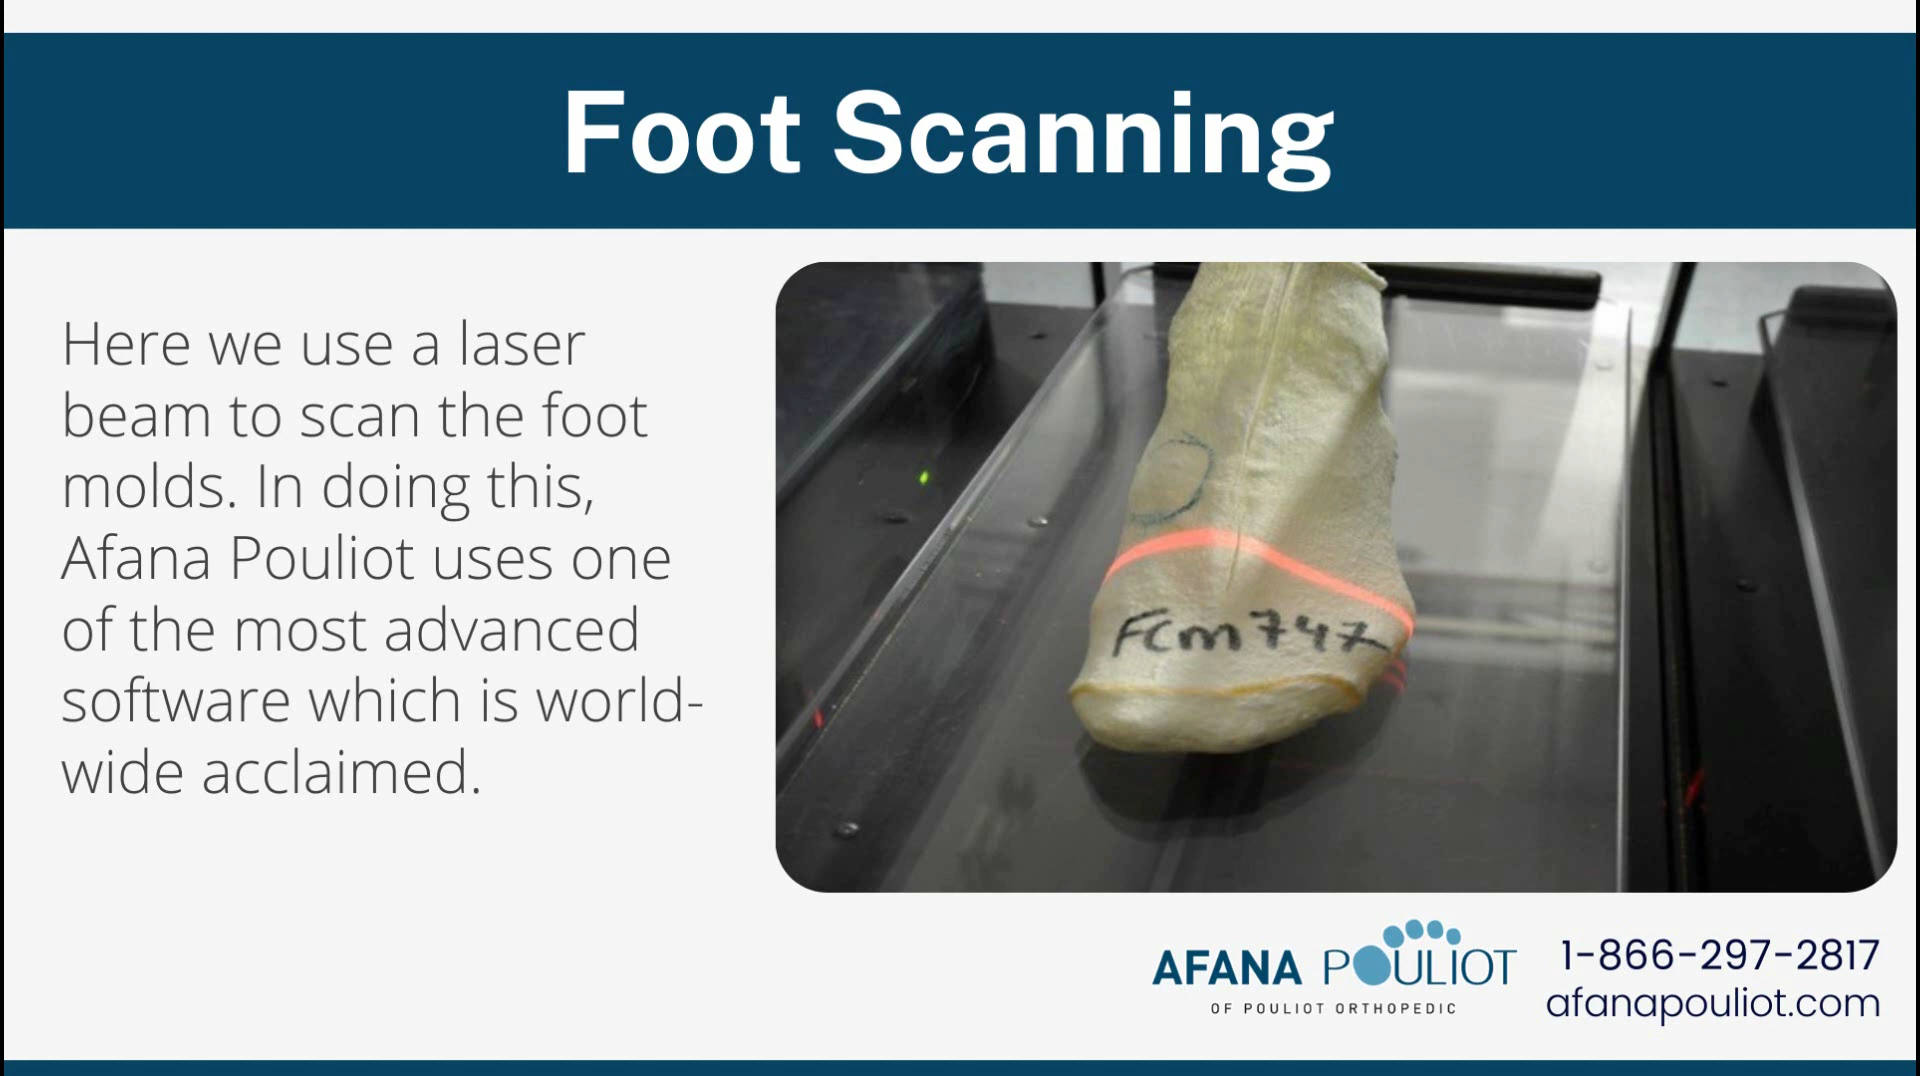 Foot Scanning
Here we use a laser
beam to scan the foot
molds. In doing this,
Afana Pouliot uses one
of the most advanced
software which is world-
wide acclaimed.
FCM747
AFANA POULIOT
OF POULIOT ORTHOPEDIC
1-866-297-2817
afanapouliot.com